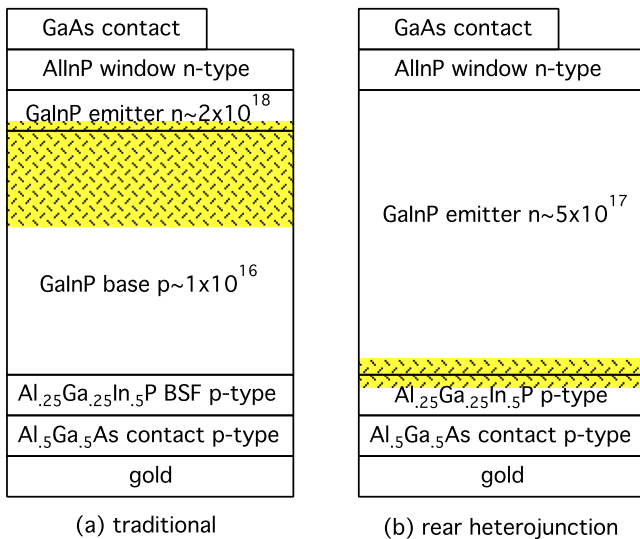 GaAs contact
AlInP window n-type
GaInP emitter n~2x10^18
GaInP base p~1x10^16
Al.25Ga.25In.5P BSF p-type
Al.5Ga.5As contact p-type
gold
(a) traditional
GaAs contact
AlInP window n-type
GaInP emitter n~5x10^17
Al.25Ga.25In.5P p-type
Al.5Ga.5As contact p-type
gold
(b) rear heterojunction